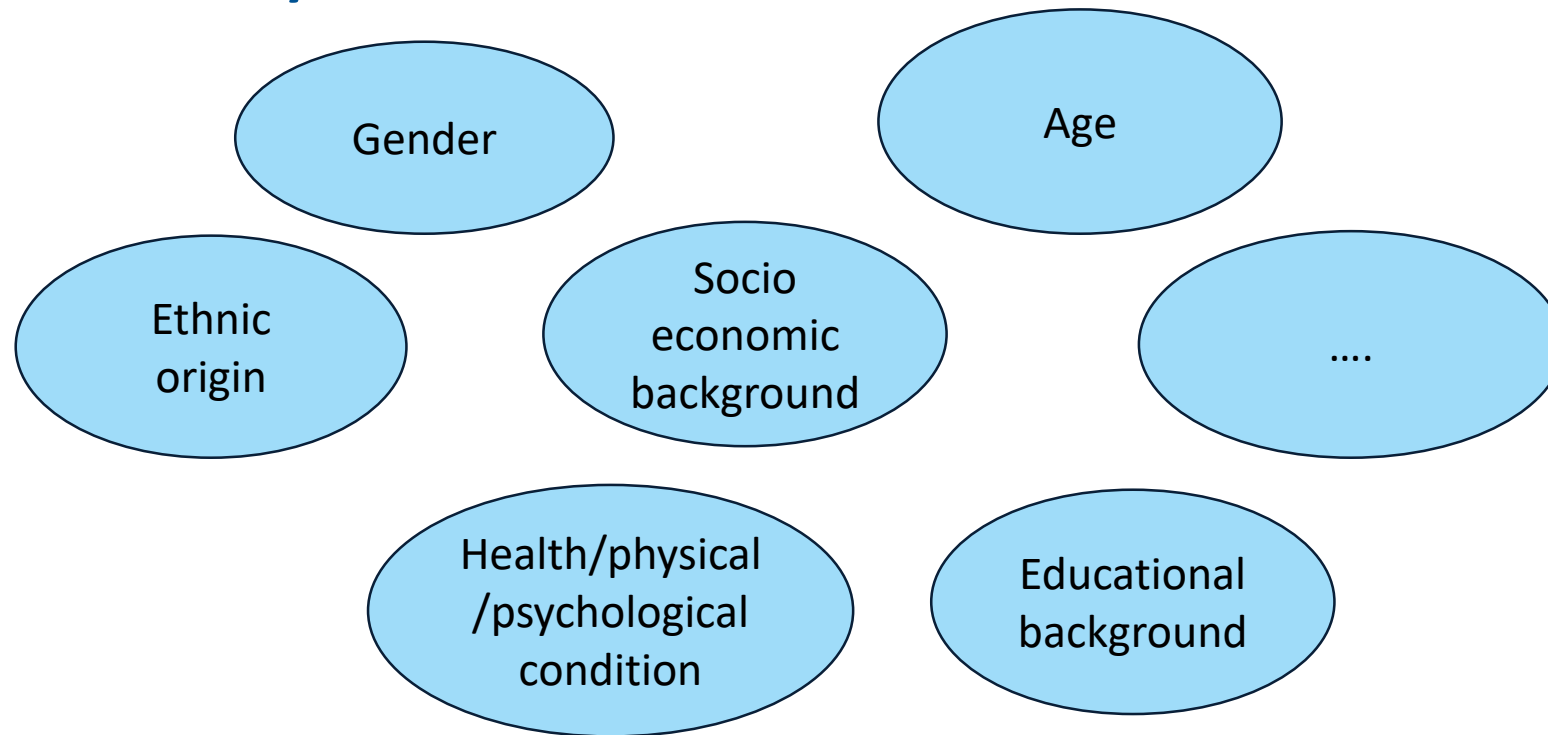 Gender
Age
Ethnic
origin
Socio
economic
background
....
Health/physical
/psychological
condition
Educational
background